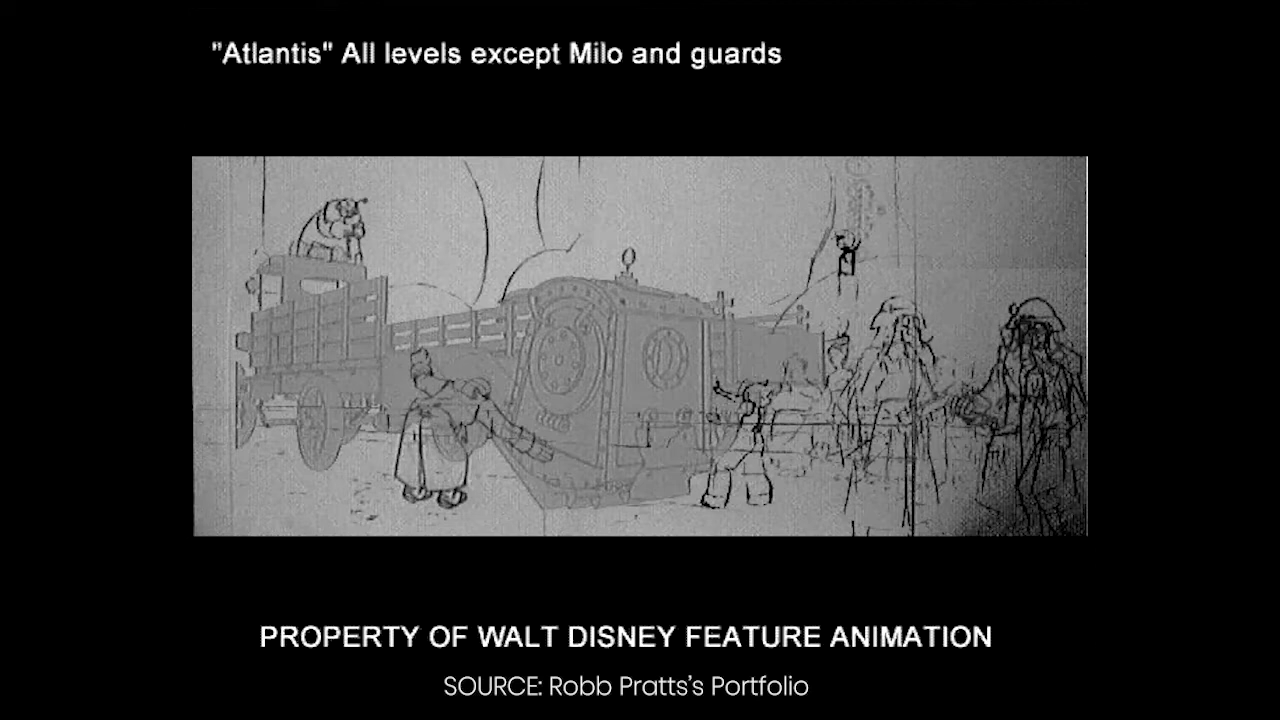 "Atlantis" All levels except Milo and guards
PROPERTY OF WALT DISNEY FEATURE ANIMATION
SOURCE: Robb Pratts's Portfolio